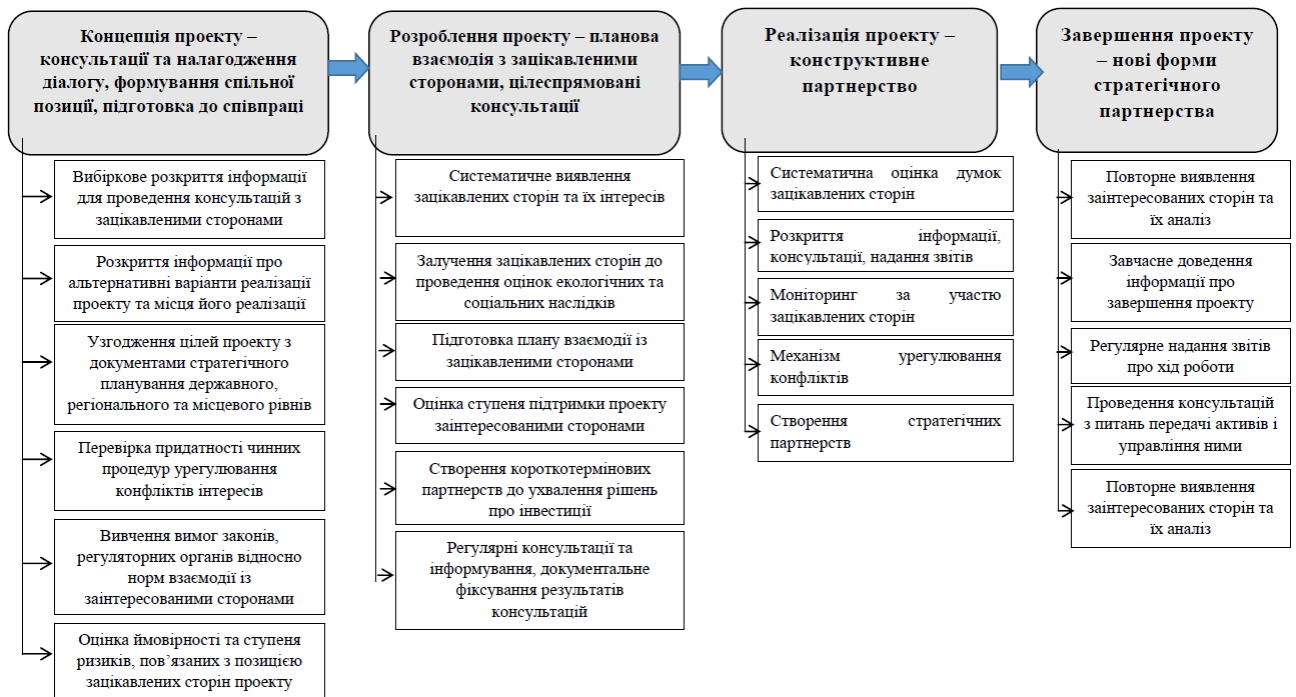 Концепція проекту –
консультації та налагодження
діалогу, формування спільної
позиції, підготовка до співпраці
Вибіркове розкриття інформації
для проведення консультацій з
зацікавленими сторонами
Розкриття інформації про
альтернативні варіанти реалізації
проекту та місця його реалізації
Узгодження цілей проекту з
документами стратегічного
планування державного,
регіонального та місцевого рівнів
Перевірка придатності чинних
процедур урегулювання
конфліктів інтересів
Вивчення вимог законів,
регуляторних органів відносно
норм взаємодії із
заінтересованими сторонами
Оцінка ймовірності та ступеня
ризиків, пов’язаних з позицією
зацікавлених сторін проекту
Розроблення проекту – планова
взаємодія з зацікавленими
сторонами, цілеспрямовані
консультації
Систематичне виявлення
зацікавлених сторін та їх інтересів
Залучення зацікавлених сторін до
проведення оцінок екологічних та
соціальних наслідків
Підготовка плану взаємодії із
зацікавленими сторонами
Оцінка ступеня підтримки проекту
заінтересованими сторонами
Створення короткотермінових
партнерств до ухвалення рішень
про інвестиції
Регулярні консультації та
інформування, документальне
фіксування результатів
консультацій
Реалізація проекту –
конструктивне
партнерство
Систематична оцінка думок
зацікавлених сторін
Розкриття інформації,
консультації, надання звітів
Моніторинг за участю
зацікавлених сторін
Механізм урегулювання
конфліктів
Створення стратегічних
партнерств
Завершення проекту
– нові форми
стратегічного
партнерства
Повторне виявлення
заінтересованих сторін та
їх аналіз
Завчасне доведення
інформації про
завершення проекту
Регулярне надання звітів
про хід роботи
Проведення консультацій
з питань передачі активів і
управління ними
Повторне виявлення
заінтересованих сторін та
їх аналіз